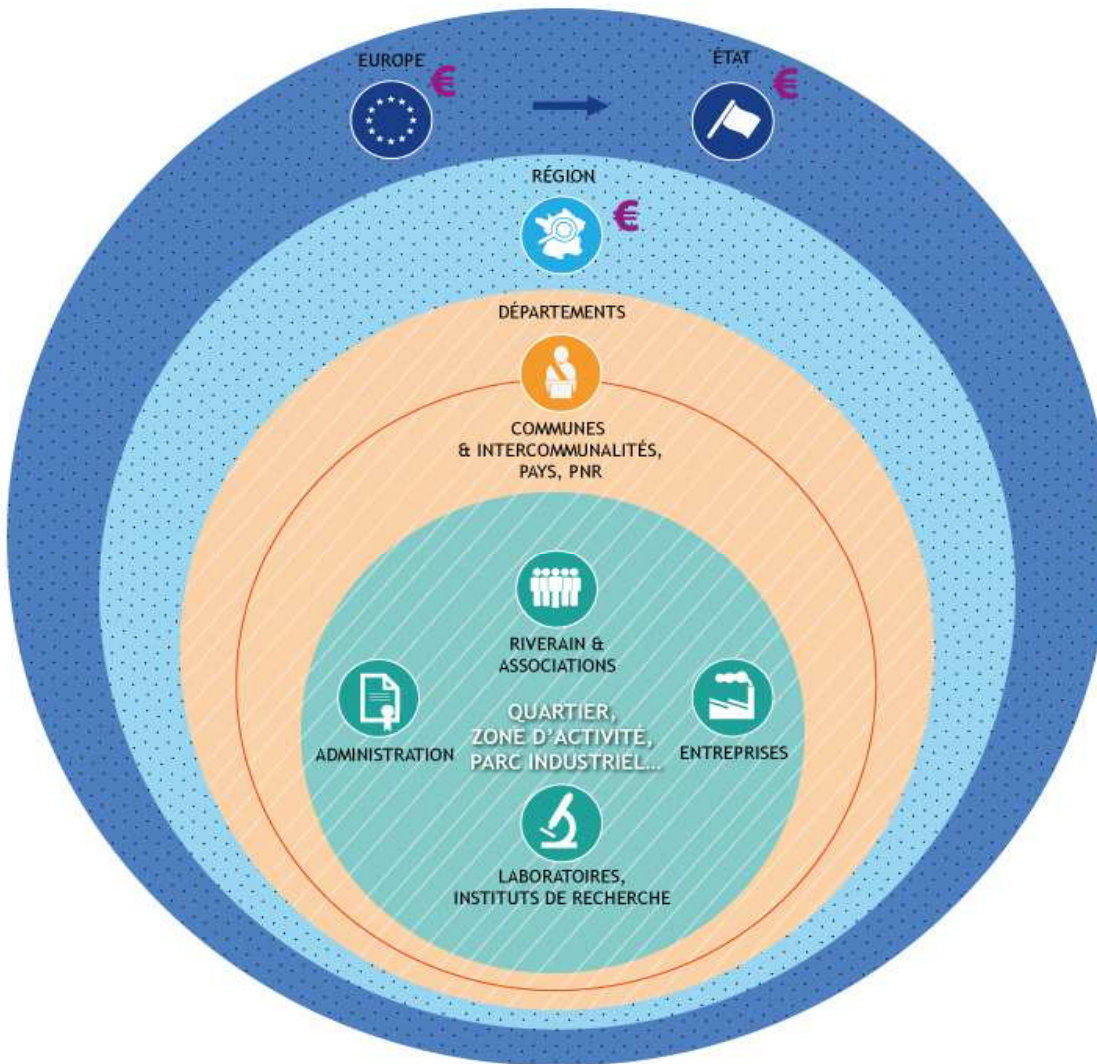 EUROPE
€
ÉTAT
€
RÉGION
€
DÉPARTEMENTS
COMMUNES
& INTERCOMMUNALITÉS,
PAYS, PNR
RIVERAIN &
ASSOCIATIONS
ADMINISTRATION
QUARTIER,
ZONE D'ACTIVITÉ,
PARC INDUSTRIEL...
ENTREPRISES
LABORATOIRES,
INSTITUTS DE RECHERCHE